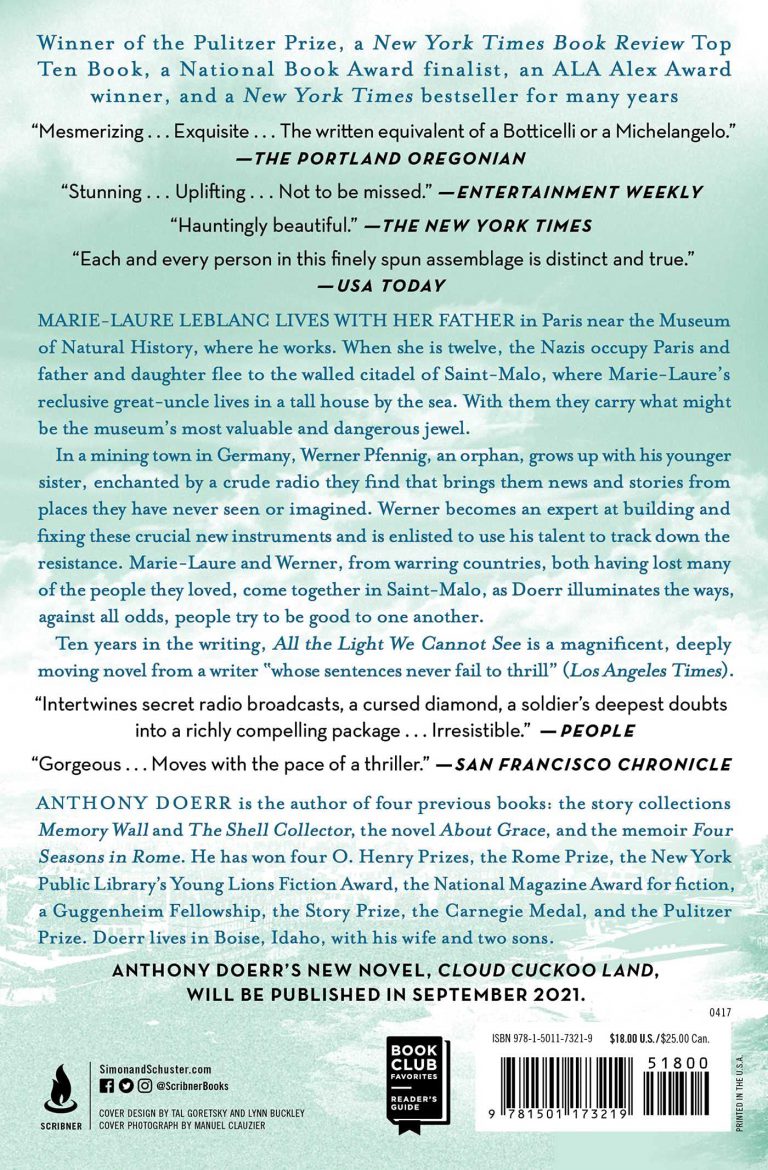 Winner of the Pulitzer Prize, a New York Times Book Review Top
Ten Book, a National Book Award finalist, an ALA Alex Award
winner, and a New York Times bestseller for many years
“Mesmerizing . . . Exquisite . . . The written equivalent of a Botticelli or a Michelangelo.”
—THE PORTLAND OREGONIAN
“Stunning . . . Uplifting . . . Not to be missed.” —ENTERTAINMENT WEEKLY
“Hauntingly beautiful.” —THE NEW YORK TIMES
“Each and every person in this finely spun assemblage is distinct and true.”
—USA TODAY
MARIE-LAURE LEBLANC LIVES WITH HER FATHER in Paris near the Museum
of Natural History, where he works. When she is twelve, the Nazis occupy Paris and
father and daughter flee to the walled citadel of Saint-Malo, where Marie-Laure’s
reclusive great-uncle lives in a tall house by the sea. With them they carry what might
be the museum’s most valuable and dangerous jewel.
In a mining town in Germany, Werner Pfennig, an orphan, grows up with his younger
sister, enchanted by a crude radio they find that brings them news and stories from
places they have never seen or imagined. Werner becomes an expert at building and
fixing these crucial new instruments and is enlisted to use his talent to track down the
resistance. Marie-Laure and Werner, from warring countries, both having lost many
of the people they loved, come together in Saint-Malo, as Doerr illuminates the ways,
against all odds, people try to be good to one another.
Ten years in the writing, All the Light We Cannot See is a magnificent, deeply
moving novel from a writer “whose sentences never fail to thrill” (Los Angeles Times).
“Intertwines secret radio broadcasts, a cursed diamond, a soldier’s deepest doubts
into a richly compelling package . . . Irresistible.” —PEOPLE
“Gorgeous . . . Moves with the pace of a thriller.” —SAN FRANCISCO CHRONICLE
ANTHONY DOERR is the author of four previous books: the story collections
Memory Wall and The Shell Collector, the novel About Grace, and the memoir Four
Seasons in Rome. He has won four O. Henry Prizes, the Rome Prize, the New York
Public Library’s Young Lions Fiction Award, the National Magazine Award for fiction,
a Guggenheim Fellowship, the Story Prize, the Carnegie Medal, and the Pulitzer
Prize. Doerr lives in Boise, Idaho, with his wife and two sons.
ANTHONY DOERR’S NEW NOVEL, CLOUD CUCKOO LAND,
WILL BE PUBLISHED IN SEPTEMBER 2021.
0417
SCRIBNER
SimonandSchuster.com
@ScribnerBooks
COVER DESIGN BY TAL GORETSKY AND LYNN BUCKLEY
COVER PHOTOGRAPH BY MANUEL CLAUZIER
BOOK
CLUB
FAVORITES
READER’S
GUIDE
ISBN 978-1-5011-7321-9 $18.00 U.S./$25.00 Can.
51800
9 781501 173219
PRINTED IN THE U.S.A.